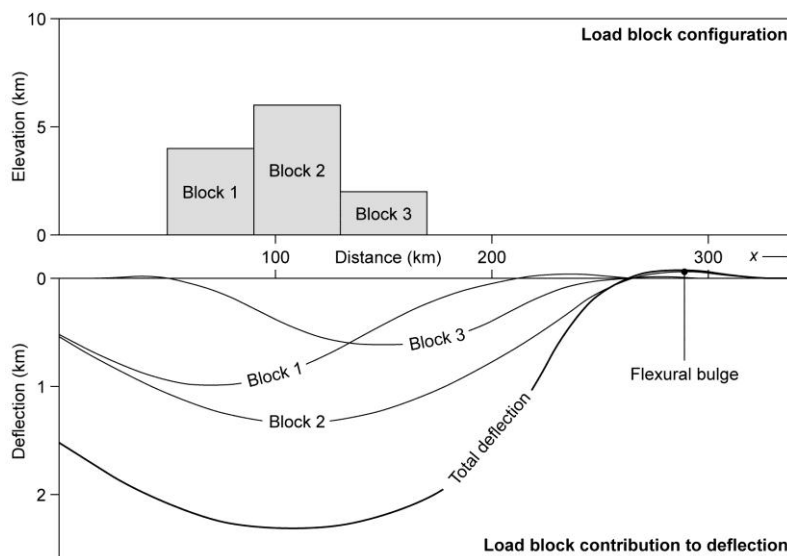 10
Load block configuration
Elevation (km)
5
Block 1
Block 2
Block 3
0
100
Distance (km)
200
300
x
0
Block 3
Block 1
Flexural bulge
1
Block 2
Deflection (km)
Total deflection
2
Load block contribution to deflection